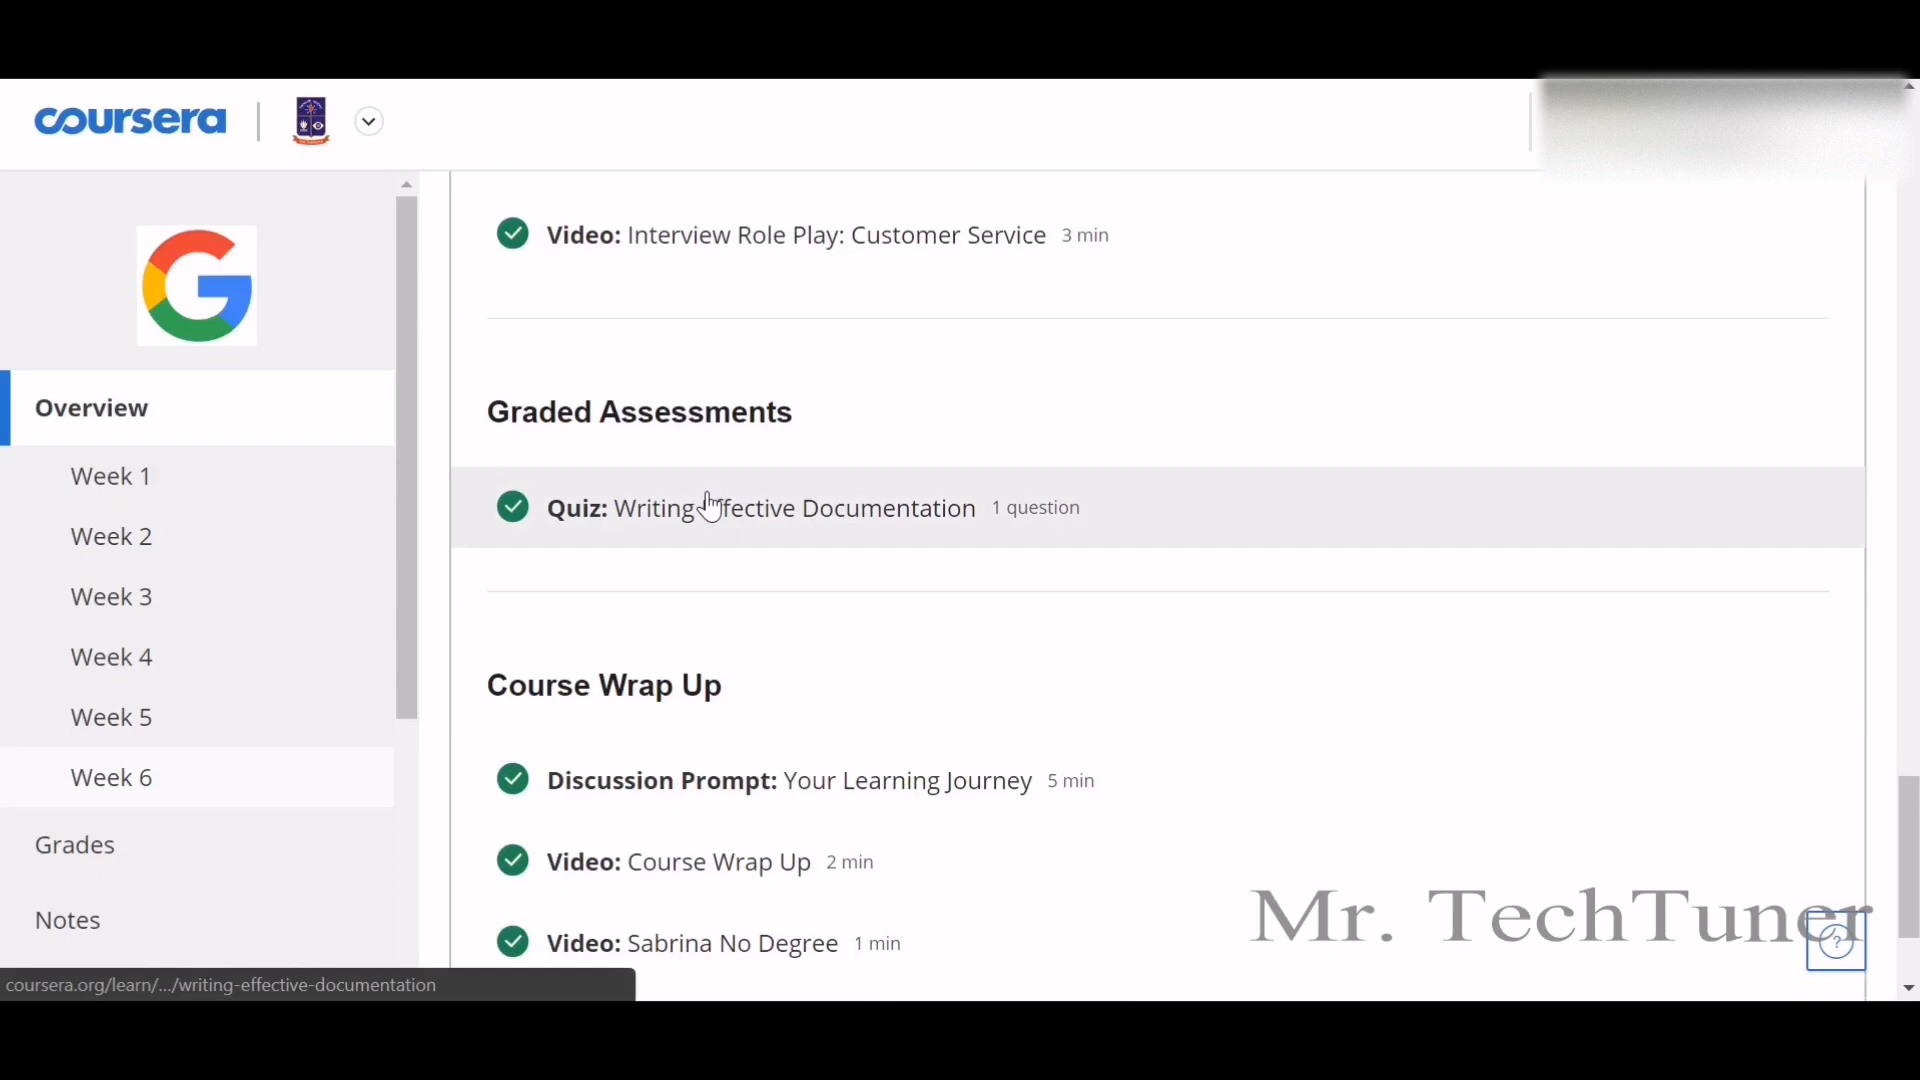 coursera
Video: Interview Role Play: Customer Service 3 min
Graded Assessments
Overview
Week 1
Quiz: Writing Effective Documentation 1 question
Week 2
Week 3
Week 4
Course Wrap Up
Week 5
Week 6
Discussion Prompt: Your Learning Journey 5 min
Grades
Video: Course Wrap Up 2 min
Notes
Video: Sabrina No Degree 1 min
Mr. TechTuner
?
coursera.org/learn/.../writing-effective-documentation